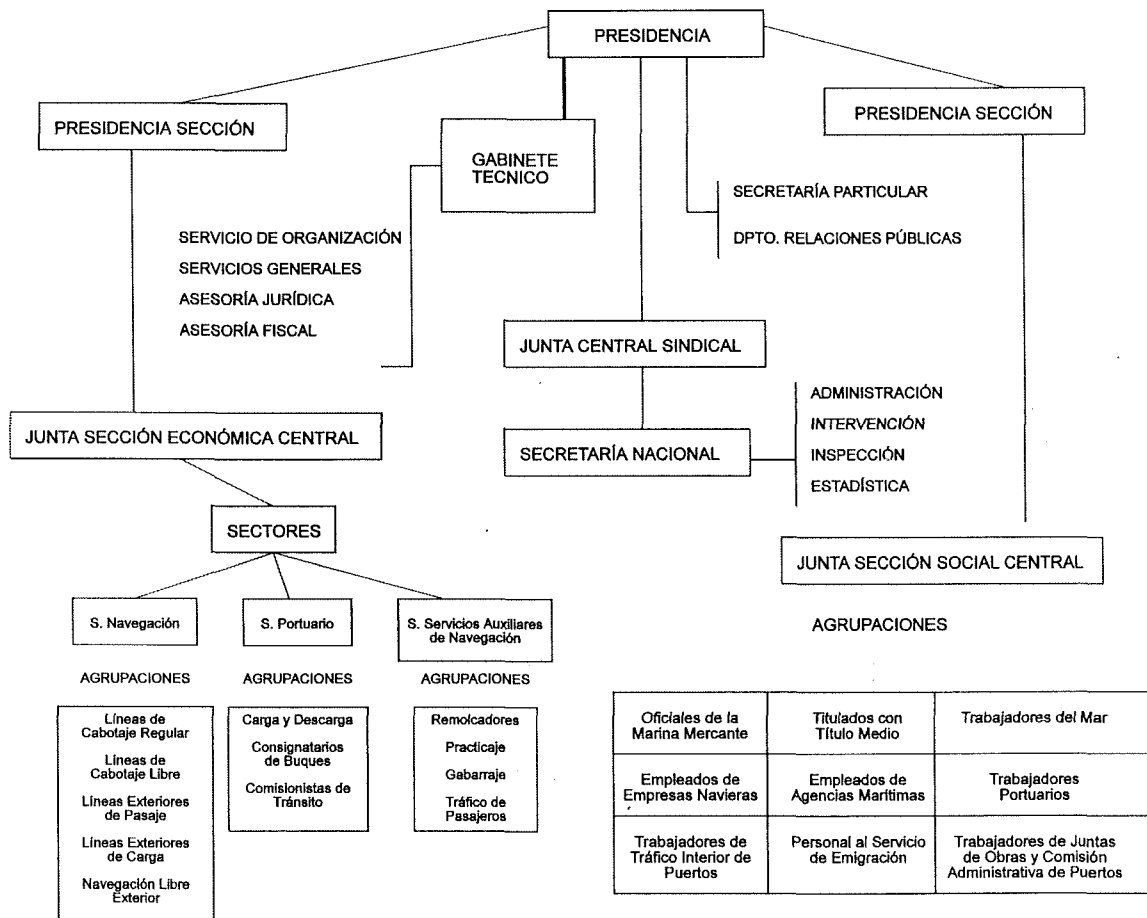 PRESIDENCIA
PRESIDENCIA SECCIÓN
PRESIDENCIA SECCIÓN
GABINETE
TECNICO
SECRETARÍA PARTICULAR
DPTO. RELACIONES PÚBLICAS
SERVICIO DE ORGANIZACIÓN
SERVICIOS GENERALES
ASESORÍA JURÍDICA
ASESORÍA FISCAL
JUNTA CENTRAL SINDICAL
ADMINISTRACIÓN
INTERVENCIÓN
INSPECCIÓN
ESTADÍSTICA
JUNTA SECCIÓN ECONÓMICA CENTRAL
SECRETARÍA NACIONAL
SECTORES
JUNTA SECCIÓN SOCIAL CENTRAL
S. Navegación
S. Portuario
S. Servicios Auxiliares
de Navegación
AGRUPACIONES
AGRUPACIONES
AGRUPACIONES
AGRUPACIONES
Líneas de
Cabotaje Regular
Líneas de
Cabotaje Libre
Líneas Exteriores
de Pasaje
Líneas Exteriores
de Carga
Navegación Libre
Exterior
Carga y Descarga
Consignatarios
de Buques
Comisionistas de
Tránsito
Remolcadores
Practicaje
Gabarraje
Tráfico de
Pasajeros
Oficiales de la
Marina Mercante
Titulados con
Título Medio
Trabajadores del Mar
Empleados de
Empresas Navieras
Empleados de
Agencias Marítimas
Trabajadores
Portuarios
Trabajadores de
Tráfico Interior de
Puertos
Personal al Servicio
de Emigración
Trabajadores de Juntas
de Obras y Comisión
Administrativa de Puertos